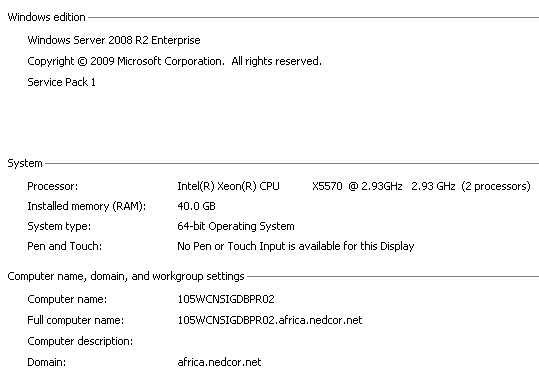 Windows edition
Windows Server 2008 R2 Enterprise
Copyright © 2009 Microsoft Corporation. All rights reserved.
Service Pack 1
System
Processor: Intel(R) Xeon(R) CPU X5570 @ 2.93GHz 2.93 GHz (2 processors)
Installed memory (RAM): 40.0 GB
System type: 64-bit Operating System
Pen and Touch: No Pen or Touch Input is available for this Display
Computer name, domain, and workgroup settings
Computer name: 105WCNSIGDBPR02
Full computer name: 105WCNSIGDBPR02.africa.nedcor.net
Computer description:
Domain: africa.nedcor.net